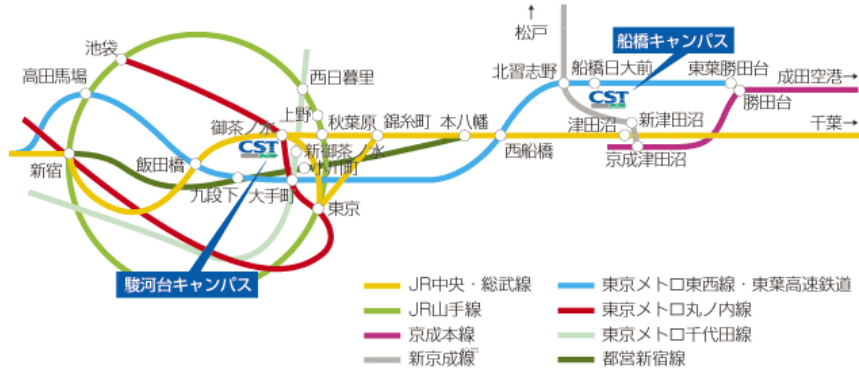 ↑
松戸
船橋キャンパス
池袋
高田馬場
西日暮里
北習志野
船橋日大前
東葉勝田台
成田空港→
CST
勝田台
上野
御茶ノ水
秋葉原
錦糸町
本八幡
新津田沼
津田沼
千葉→
CST
新御茶ノ水
小川町
新宿
飯田橋
西船橋
京成津田沼
九段下
大手町
東京
駿河台キャンパス
JR中央・総武線
東京メトロ東西線・東葉高速鉄道
JR山手線
東京メトロ丸ノ内線
京成本線
東京メトロ千代田線
新京成線
都営新宿線